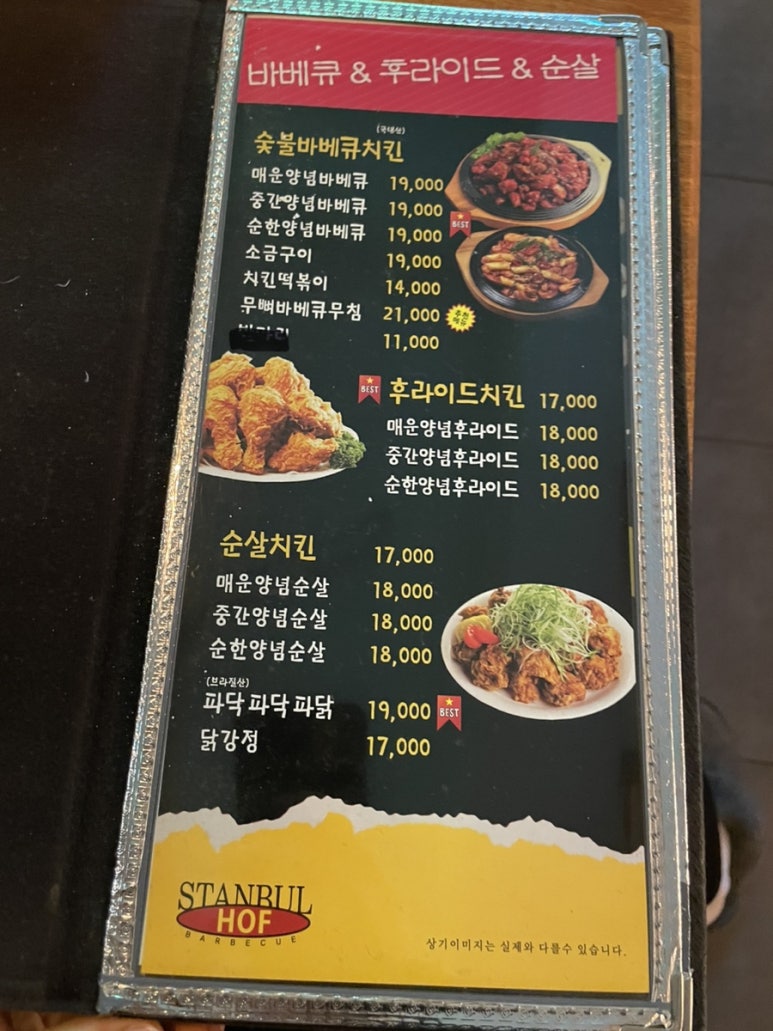 바베큐 & 후라이드 & 순살
(국내산)
숯불바베큐치킨
매운양념바베큐 19,000
중간양념바베큐 19,000
순한양념바베큐 19,000
BEST
소금구이 19,000
치킨떡볶이 14,000
무뼈바베큐무침 21,000
11,000
BEST 후라이드치킨 17,000
매운양념후라이드 18,000
중간양념후라이드 18,000
순한양념후라이드 18,000
순살치킨 17,000
매운양념순살 18,000
중간양념순살 18,000
순한양념순살 18,000
(브라질산)
파닥파닥파닭 19,000 BEST
닭강정 17,000
STANBUL
HOF
BARBECUE
상기이미지는 실제와 다를수 있습니다.